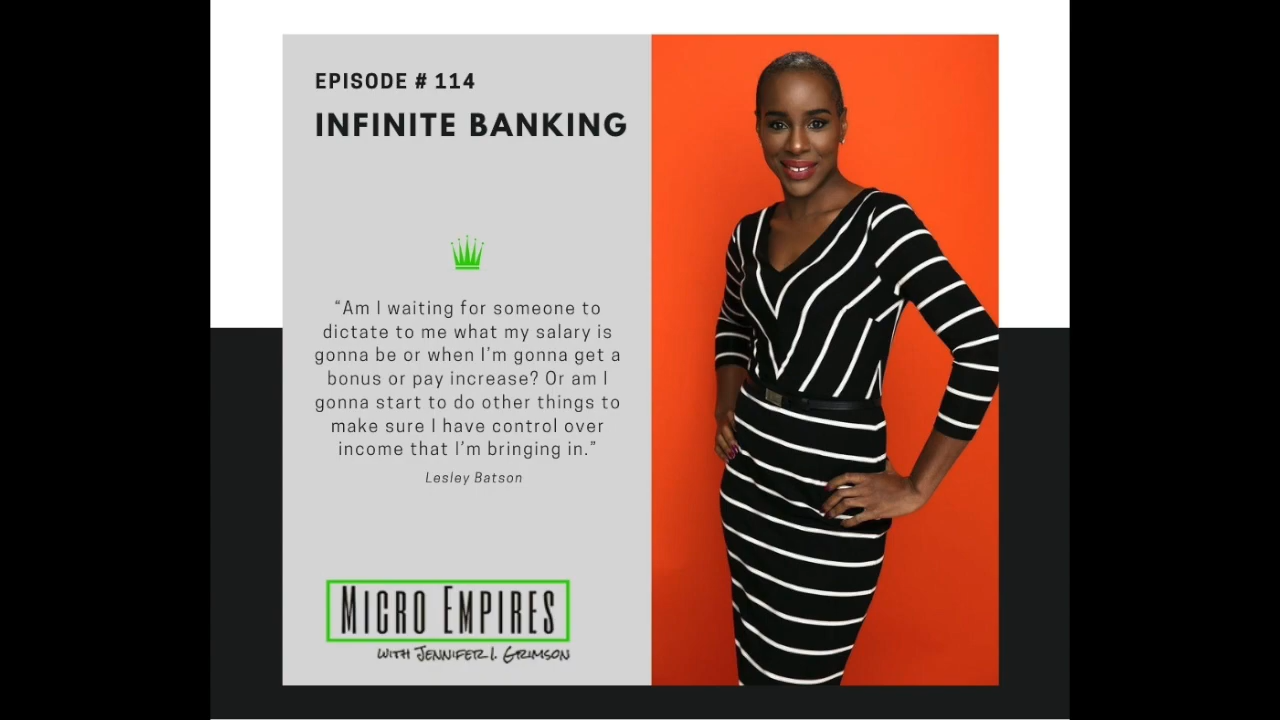 EPISODE # 114
INFINITE BANKING
“Am I waiting for someone to
dictate to me what my salary is
gonna be or when I’m gonna get a
bonus or pay increase? Or am I
gonna start to do other things to
make sure I have control over
income that I’m bringing in.”
Lesley Batson
MICRO EMPIRES
WITH JENNIFER L. GRIMSON